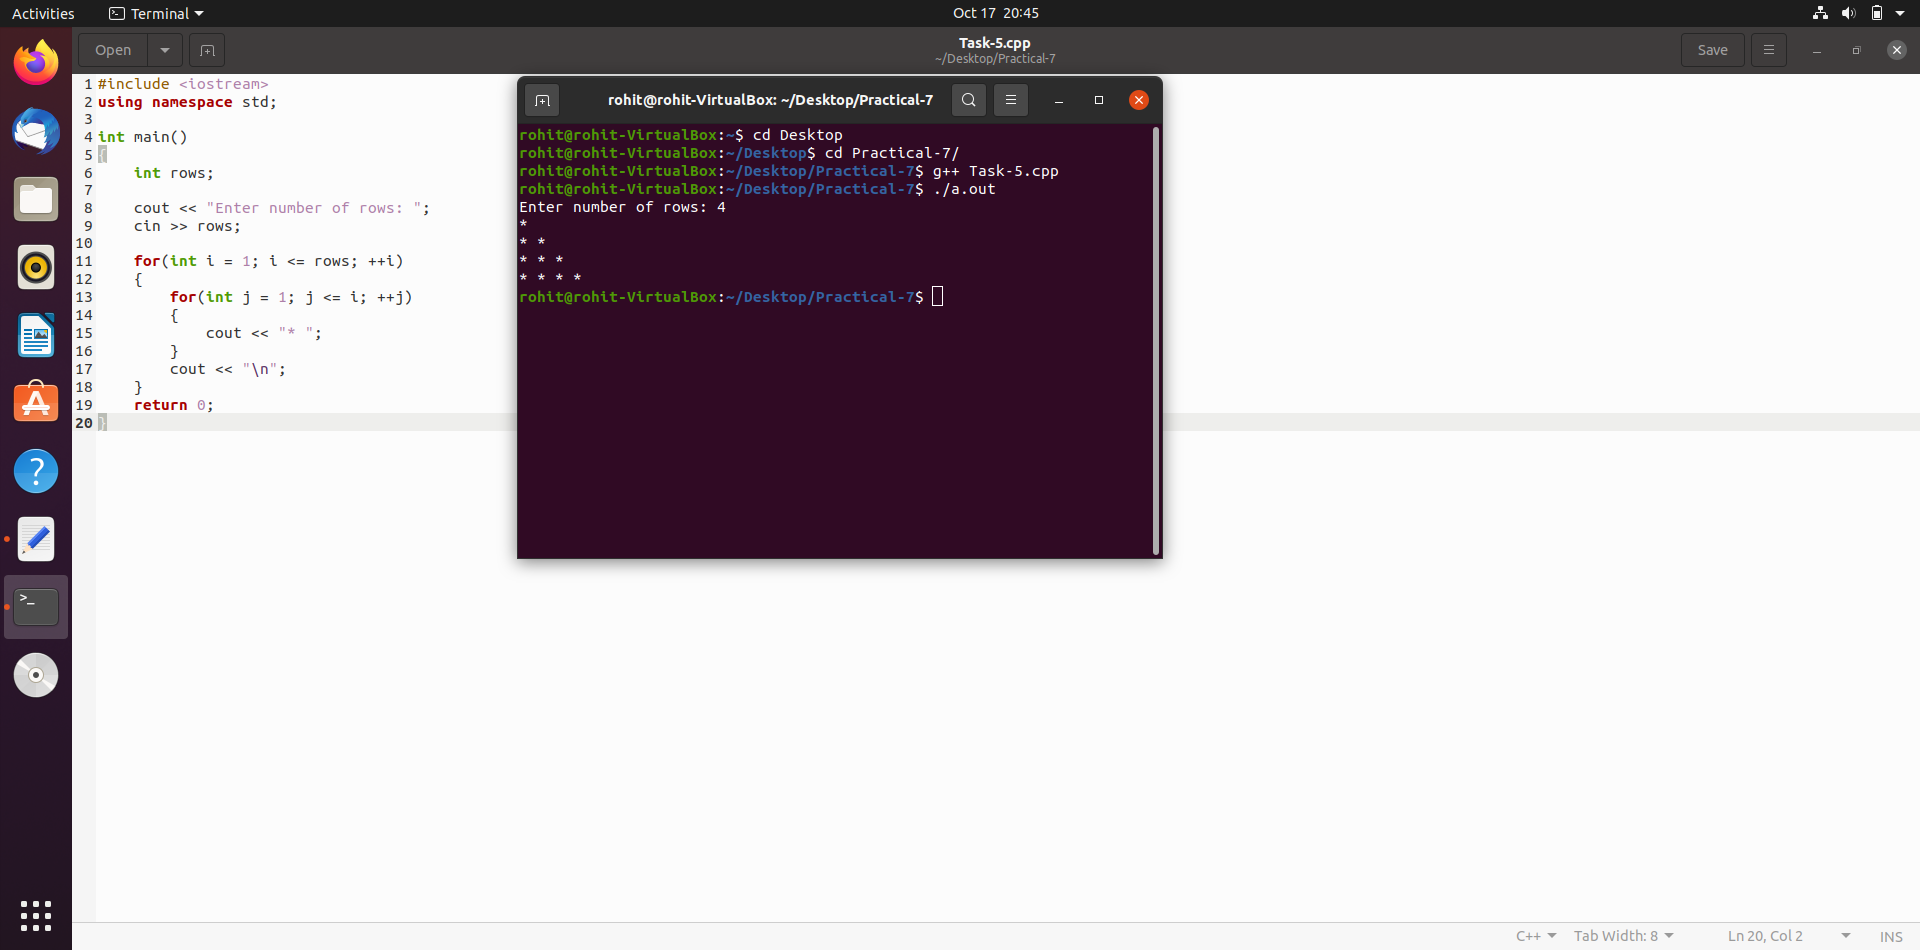 Activities
Terminal
Oct 17 20:45
Open
Task-5.cpp
~/Desktop/Practical-7
Save
1 #include <iostream>
2 using namespace std;
3
4 int main()
5 {
6     int rows;
7
8     cout << "Enter number of rows: ";
9     cin >> rows;
10
11     for(int i = 1; i <= rows; ++i)
12     {
13         for(int j = 1; j <= i; ++j)
14         {
15             cout << "* ";
16         }
17         cout << "\n";
18     }
19     return 0;
20 }
rohit@rohit-VirtualBox: ~/Desktop/Practical-7
rohit@rohit-VirtualBox:~$ cd Desktop
rohit@rohit-VirtualBox:~/Desktop$ cd Practical-7/
rohit@rohit-VirtualBox:~/Desktop/Practical-7$ g++ Task-5.cpp
rohit@rohit-VirtualBox:~/Desktop/Practical-7$ ./a.out
Enter number of rows: 4
*
* *
* * *
* * * *
rohit@rohit-VirtualBox:~/Desktop/Practical-7$
C++
Tab Width: 8
Ln 20, Col 2
INS